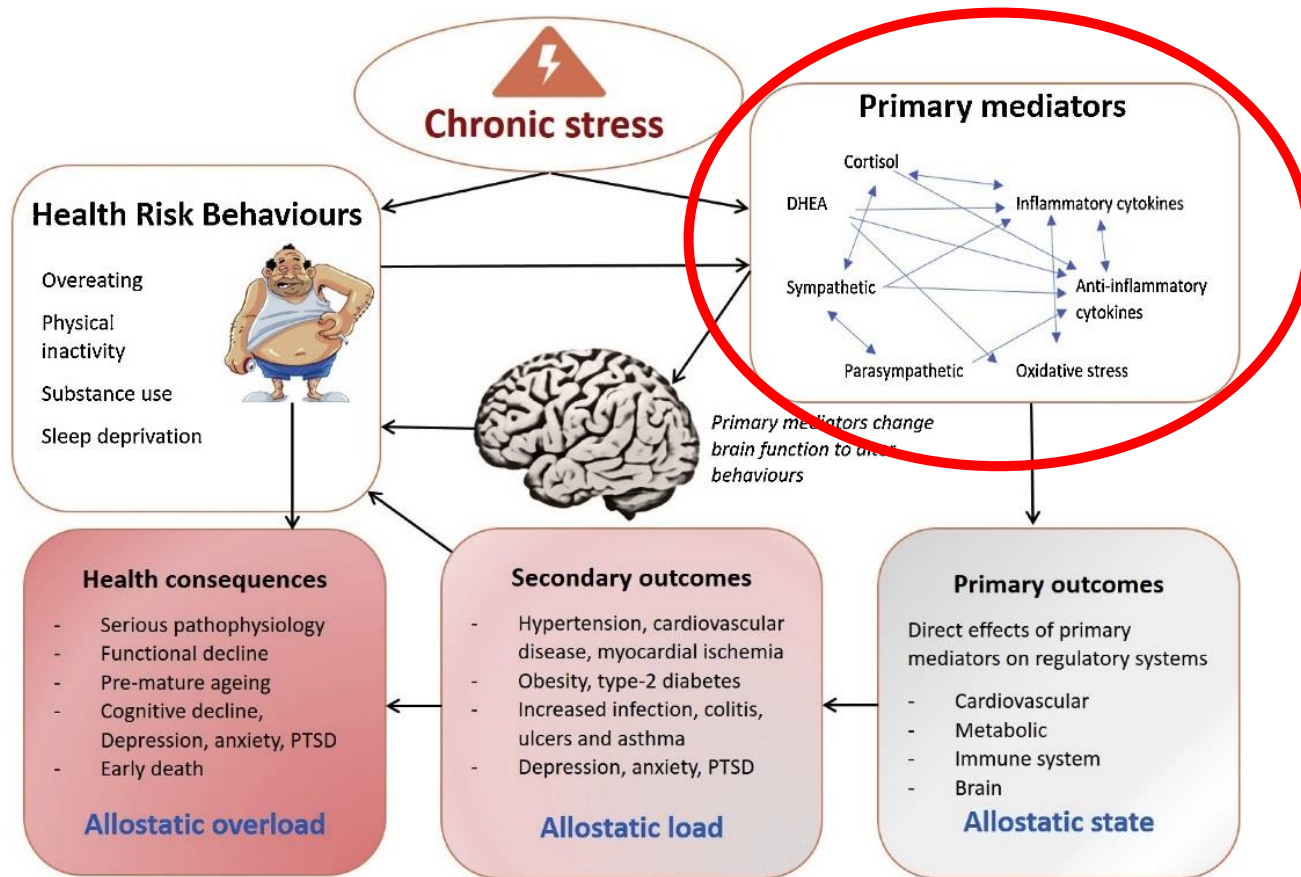 Chronic stress
Primary mediators
Cortisol
DHEA
Inflammatory cytokines
Sympathetic
Anti-inflammatory
cytokines
Parasympathetic
Oxidative stress
Health Risk Behaviours
Overeating
Physical
inactivity
Substance use
Sleep deprivation
Primary mediators change
brain function to alter
behaviours
Health consequences
- Serious pathophysiology
- Functional decline
- Pre-mature ageing
- Cognitive decline,
Depression, anxiety, PTSD
- Early death
Allostatic overload
Secondary outcomes
- Hypertension, cardiovascular
disease, myocardial ischemia
- Obesity, type-2 diabetes
- Increased infection, colitis,
ulcers and asthma
- Depression, anxiety, PTSD
Allostatic load
Primary outcomes
Direct effects of primary
mediators on regulatory systems
- Cardiovascular
- Metabolic
- Immune system
- Brain
Allostatic state